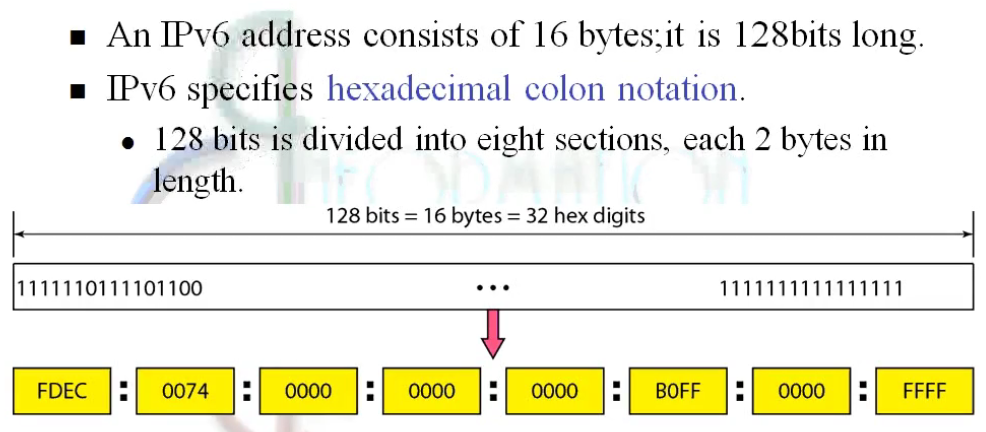 ■ An IPv6 address consists of 16 bytes;it is 128bits long.
■ IPv6 specifies hexadecimal colon notation.
• 128 bits is divided into eight sections, each 2 bytes in
length.
128 bits = 16 bytes = 32 hex digits
1111110111101100 ... 1111111111111111
FDEC : 0074 : 0000 : 0000 : 0000 : B0FF : 0000 : FFFF